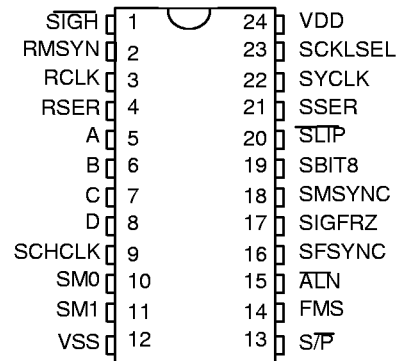 SIGH 1 24 VDD
RMSYN 2 23 SCKLSEL
RCLK 3 22 SYCLK
RSER 4 21 SSER
A 5 20 SLIP
B 6 19 SBIT8
C 7 18 SMSYNC
D 8 17 SIGFRZ
SCHCLK 9 16 SFSYNC
SM0 10 15 ALN
SM1 11 14 FMS
VSS 12 13 S/P